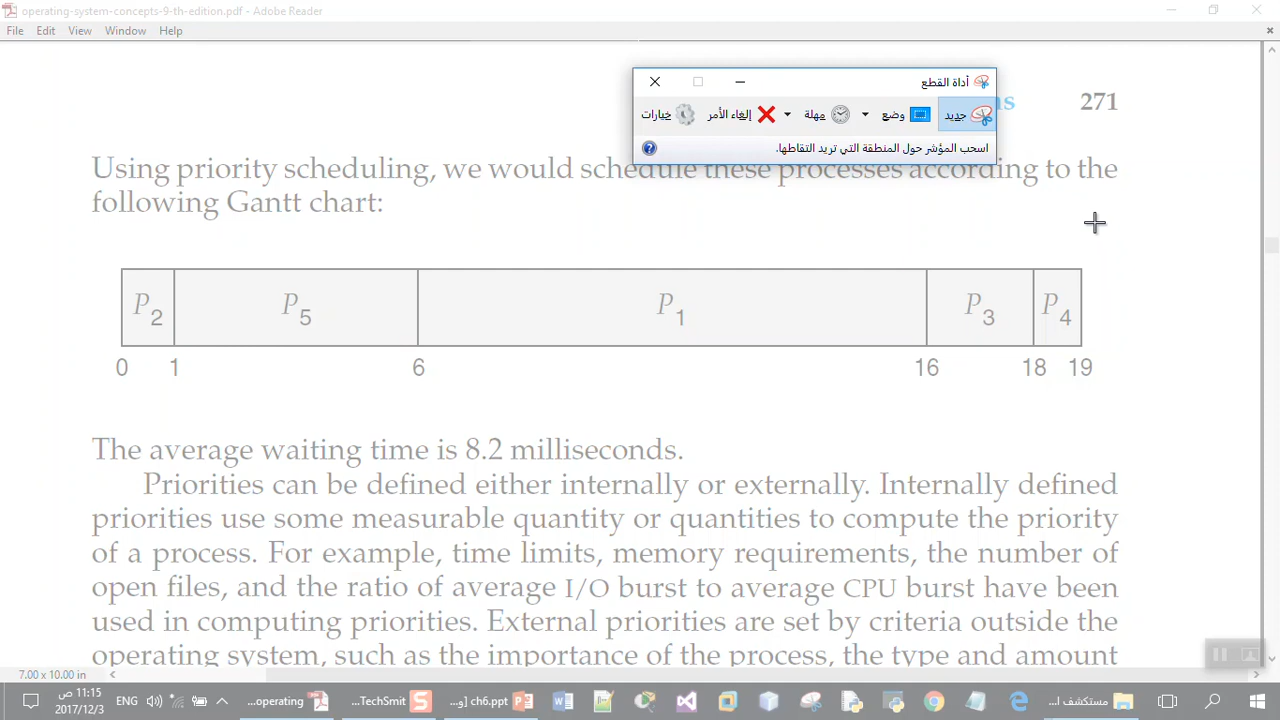 operating-system-concepts-9-th-edition.pdf - Adobe Reader
File Edit View Window Help
أداة القطع
جديد وضع مهلة إلغاء الأمر خيارات
اسحب المؤشر حول المنطقة التي تريد التقاطها.
271
Using priority scheduling, we would schedule these processes according to the
following Gantt chart:
P2 P5 P1 P3 P4
0 1 6 16 18 19
The average waiting time is 8.2 milliseconds.
Priorities can be defined either internally or externally. Internally defined
priorities use some measurable quantity or quantities to compute the priority
of a process. For example, time limits, memory requirements, the number of
open files, and the ratio of average I/O burst to average CPU burst have been
used in computing priorities. External priorities are set by criteria outside the
operating system, such as the importance of the process, the type and amount
7.00 x 10.00 in
11:15 ص
2017/12/3
ENG
...operating
...TechSmit
ch6.ppt [و...
مستكشف ا...